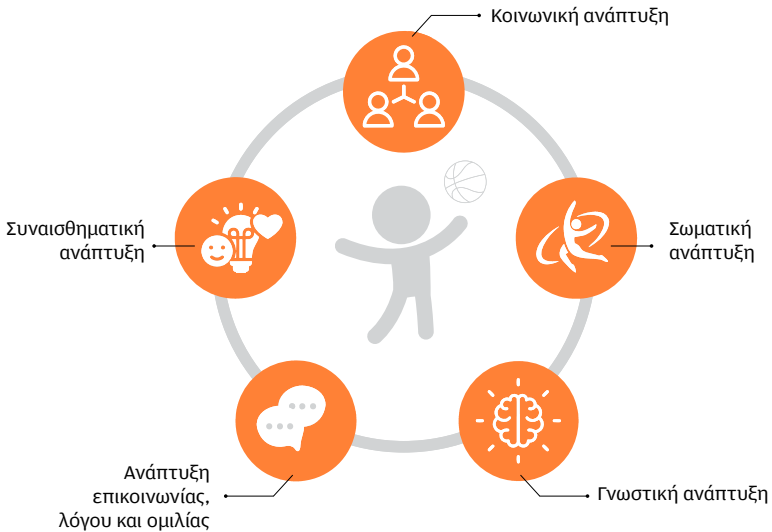 Κοινωνική ανάπτυξη
Συναισθηματική
ανάπτυξη
Σωματική
ανάπτυξη
Ανάπτυξη
επικοινωνίας,
λόγου και ομιλίας
Γνωστική ανάπτυξη